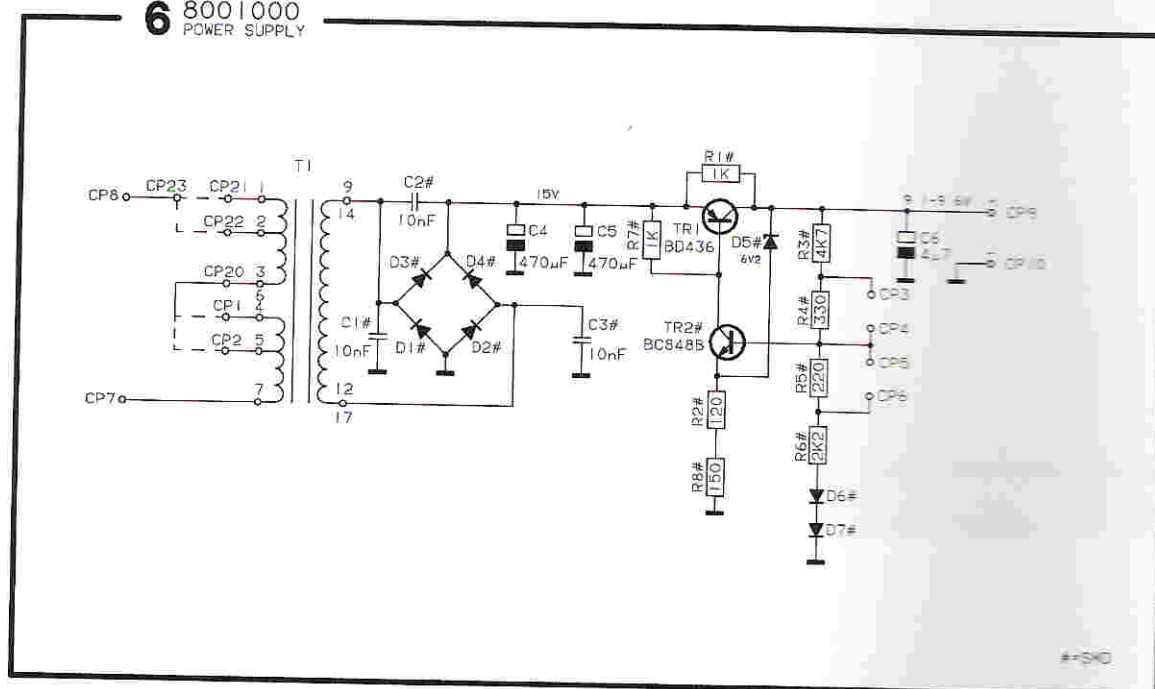 6 8001000
POWER SUPPLY
T1
CP8
CP23
CP21
1
CP22
2
CP20
3
6
CP1
4
CP2
5
CP7
7
9
14
12
17
C2#
10nF
15V
C4
470µF
C5
470µF
D3#
D4#
D1#
D2#
C1#
10nF
C3#
10nF
R1#
1K
R7#
1K
TR1
BD436
D5#
6V2
TR2#
BC848B
R2#
120
R8#
150
R3#
4K7
R4#
330
R5#
220
R6#
2K2
D6#
D7#
CP3
CP4
CP5
CP6
C6
4µ7
CP9
CP10
#=SMD